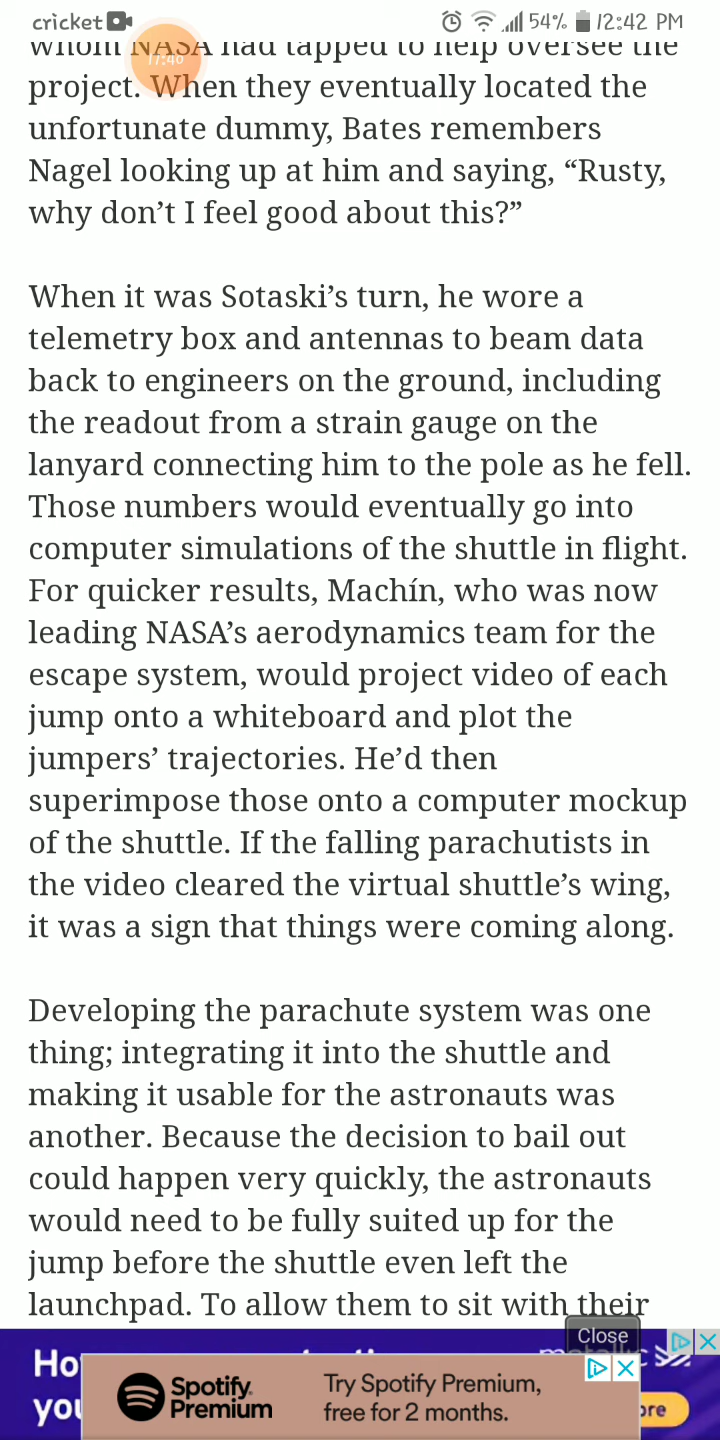 cricket 54% 12:42 PM
whom NASA had tapped to help oversee the
17:46
project. When they eventually located the
unfortunate dummy, Bates remembers
Nagel looking up at him and saying, “Rusty,
why don’t I feel good about this?”
When it was Sotaski’s turn, he wore a
telemetry box and antennas to beam data
back to engineers on the ground, including
the readout from a strain gauge on the
lanyard connecting him to the pole as he fell.
Those numbers would eventually go into
computer simulations of the shuttle in flight.
For quicker results, Machín, who was now
leading NASA’s aerodynamics team for the
escape system, would project video of each
jump onto a whiteboard and plot the
jumpers’ trajectories. He’d then
superimpose those onto a computer mockup
of the shuttle. If the falling parachutists in
the video cleared the virtual shuttle’s wing,
it was a sign that things were coming along.
Developing the parachute system was one
thing; integrating it into the shuttle and
making it usable for the astronauts was
another. Because the decision to bail out
could happen very quickly, the astronauts
would need to be fully suited up for the
jump before the shuttle even left the
launchpad. To allow them to sit with their
Close
Spotify Premium
Try Spotify Premium,
free for 2 months.